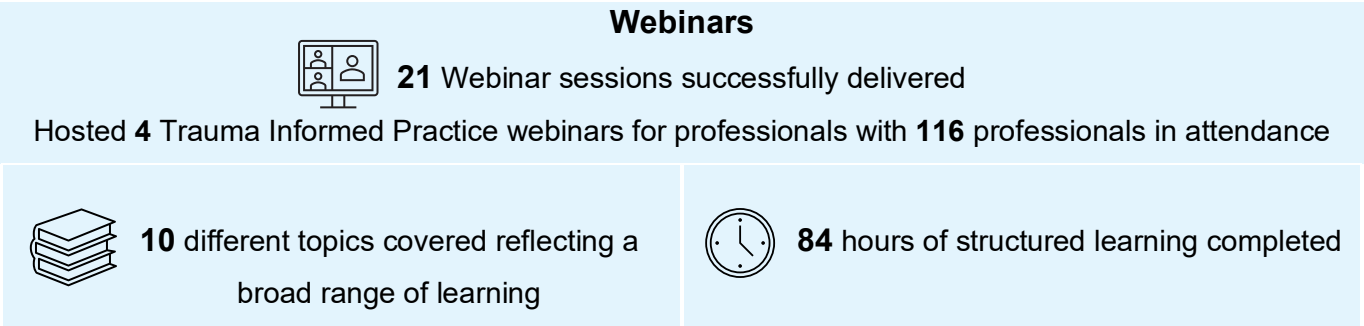 Webinars
21 Webinar sessions successfully delivered
Hosted 4 Trauma Informed Practice webinars for professionals with 116 professionals in attendance
10 different topics covered reflecting a
broad range of learning
84 hours of structured learning completed